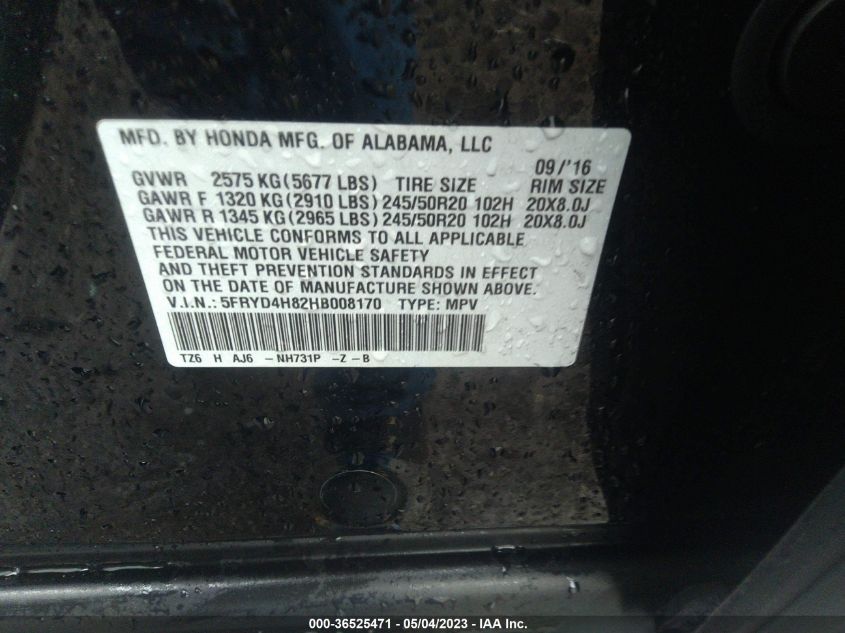 MFD. BY HONDA MFG. OF ALABAMA, LLC
09/'16
GVWR 2575 KG(5677 LBS) TIRE SIZE RIM SIZE
GAWR F 1320 KG(2910 LBS) 245/50R20 102H 20X8.0J
GAWR R 1345 KG(2965 LBS) 245/50R20 102H 20X8.0J
THIS VEHICLE CONFORMS TO ALL APPLICABLE
FEDERAL MOTOR VEHICLE SAFETY
AND THEFT PREVENTION STANDARDS IN EFFECT
ON THE DATE OF MANUFACTURE SHOWN ABOVE.
V.I.N.: 5FRYD4H82HB008170 TYPE: MPV
TZ6 H AJ6 -NH731P -Z-B
000-36525471 - 05/04/2023 - IAA Inc.